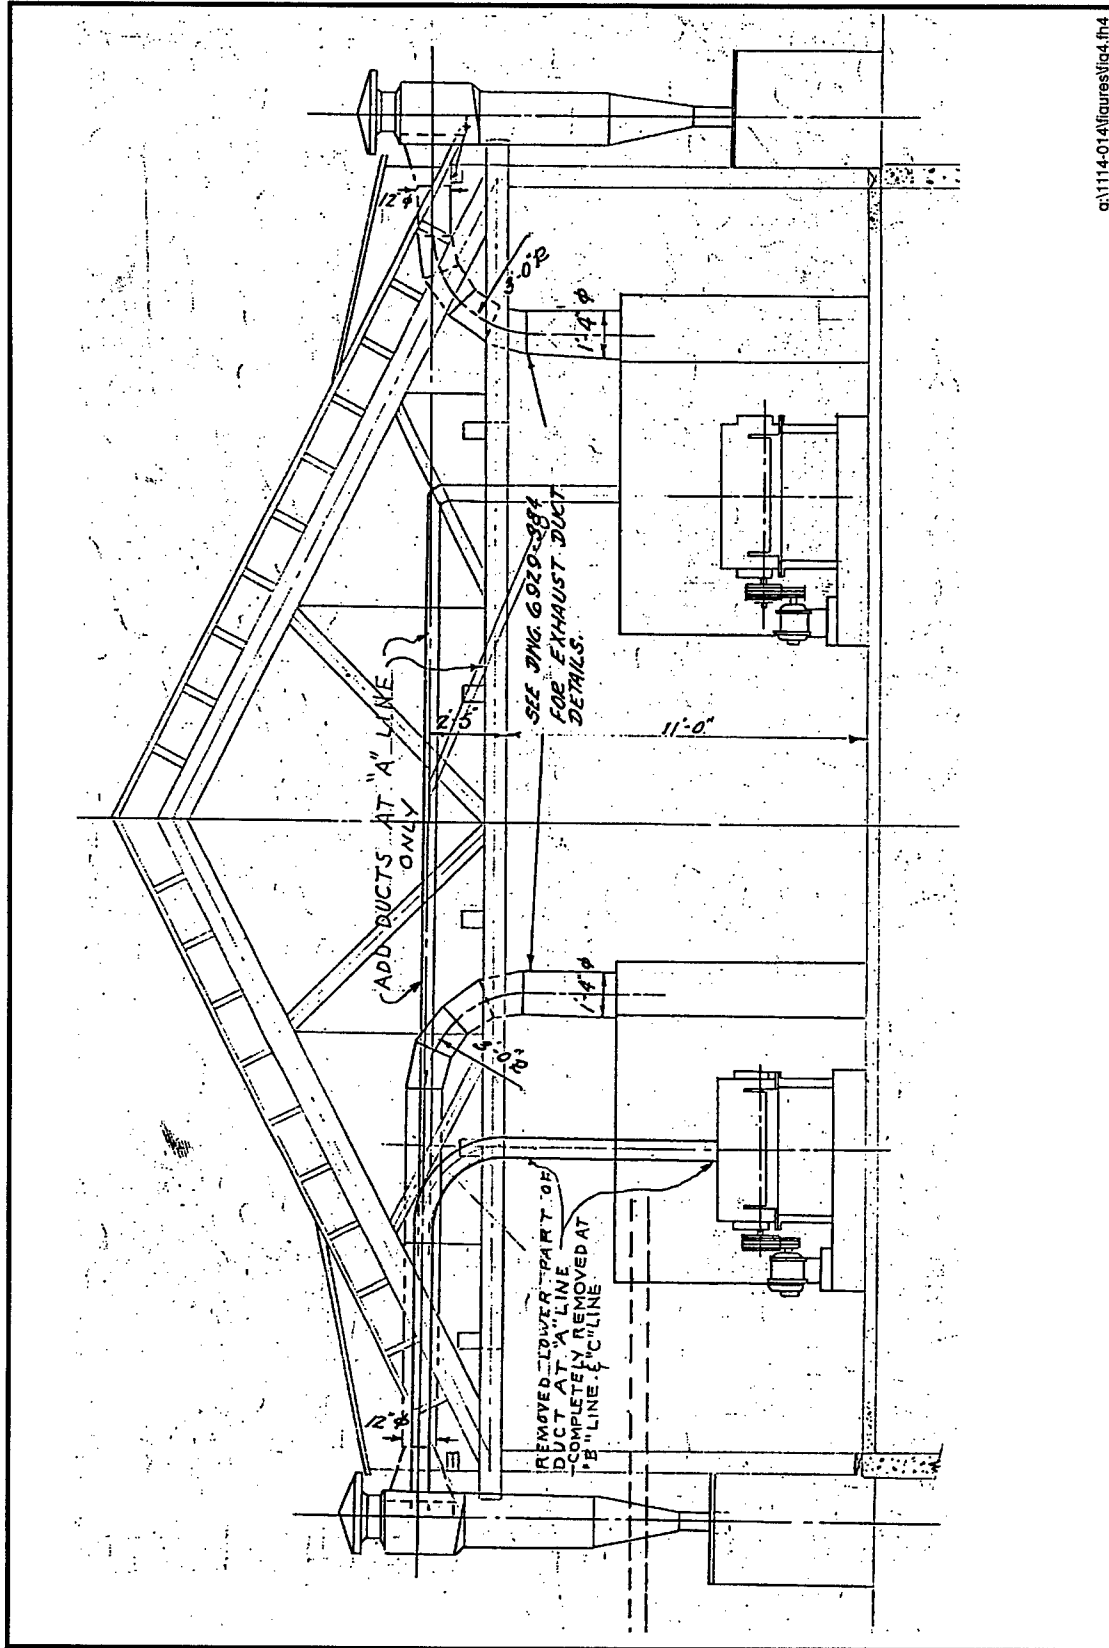 g:\1114-014\figures\fig4.fh4
12"φ
3'-0"R
1'-4" φ
SEE DWG. 6929-384
FOR EXHAUST DUCT
DETAILS.
ADD DUCTS AT "A" LINE
ONLY
2'-5"
11'-0"
1'-4" φ
3'-0"R
REMOVED LOWER PART OF
DUCT AT "A" LINE
-COMPLETELY REMOVED AT
"B" LINE & "C" LINE
12"φ